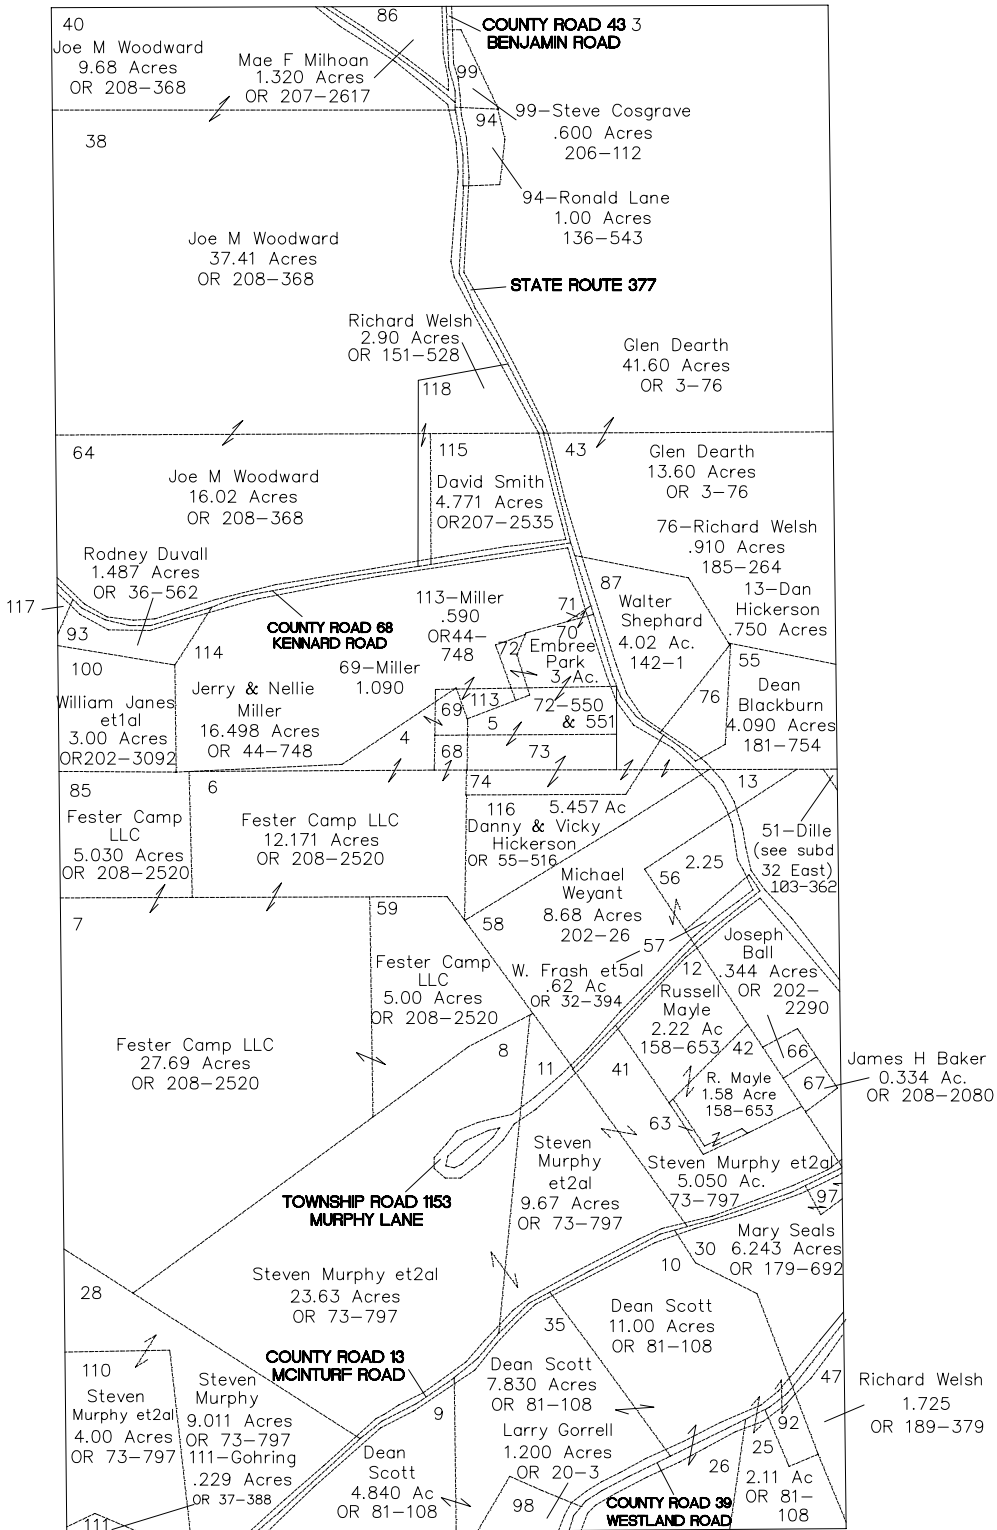 40
Joe M Woodward
9.68 Acres
OR 208-368
86
Mae F Milhoan
1.320 Acres
OR 207-2617
COUNTY ROAD 43 3
BENJAMIN ROAD
99
99-Steve Cosgrave
.600 Acres
206-112
94
94-Ronald Lane
1.00 Acres
136-543
38
Joe M Woodward
37.41 Acres
OR 208-368
STATE ROUTE 377
Richard Welsh
2.90 Acres
OR 151-528
118
Glen Dearth
41.60 Acres
OR 3-76
64
Joe M Woodward
16.02 Acres
OR 208-368
115
David Smith
4.771 Acres
OR207-2535
43
Glen Dearth
13.60 Acres
OR 3-76
76-Richard Welsh
.910 Acres
185-264
13-Dan
Hickerson
.750 Acres
Rodney Duvall
1.487 Acres
OR 36-562
117
93
COUNTY ROAD 68
KENNARD ROAD
113-Miller
.590
OR44-
748
71
70
72
Embree
Park
3 Ac.
87
Walter
Shephard
4.02 Ac.
142-1
100
William Janes
et1al
3.00 Acres
OR202-3092
114
Jerry & Nellie
Miller
16.498 Acres
OR 44-748
69-Miller
1.090
69
113
5
72-550
& 551
4
68
73
76
55
Dean
Blackburn
4.090 Acres
181-754
85
Fester Camp
LLC
5.030 Acres
OR 208-2520
6
Fester Camp LLC
12.171 Acres
OR 208-2520
74
116
5.457 Ac
Danny & Vicky
Hickerson
OR 55-516
13
51-Dille
(see subd
32 East)
103-362
2.25
56
Michael
Weyant
8.68 Acres
202-26
58
57
7
59
Fester Camp
LLC
5.00 Acres
OR 208-2520
W. Frash et5al
.62 Ac
OR 32-394
12
Joseph
Ball
.344 Acres
OR 202-
2290
Russell
Mayle
2.22 Ac
158-653
Fester Camp LLC
27.69 Acres
OR 208-2520
8
11
41
42
66
67
James H Baker
0.334 Ac.
OR 208-2080
R. Mayle
1.58 Acre
158-653
63
Steven
Murphy
et2al
9.67 Acres
OR 73-797
Steven Murphy et2al
5.050 Ac.
73-797
97
TOWNSHIP ROAD 1153
MURPHY LANE
Mary Seals
6.243 Acres
OR 179-692
30
10
28
Steven Murphy et2al
23.63 Acres
OR 73-797
35
Dean Scott
11.00 Acres
OR 81-108
COUNTY ROAD 13
MCINTURF ROAD
110
Steven
Murphy et2al
4.00 Acres
OR 73-797
Steven
Murphy
9.011 Acres
OR 73-797
111-Gohring
.229 Acres
OR 37-388
111
9
Dean
Scott
4.840 Ac
OR 81-108
Dean Scott
7.830 Acres
OR 81-108
Larry Gorrell
1.200 Acres
OR 20-3
98
47
Richard Welsh
1.725
OR 189-379
92
25
26
2.11 Ac
OR 81-
108
COUNTY ROAD 39
WESTLAND ROAD